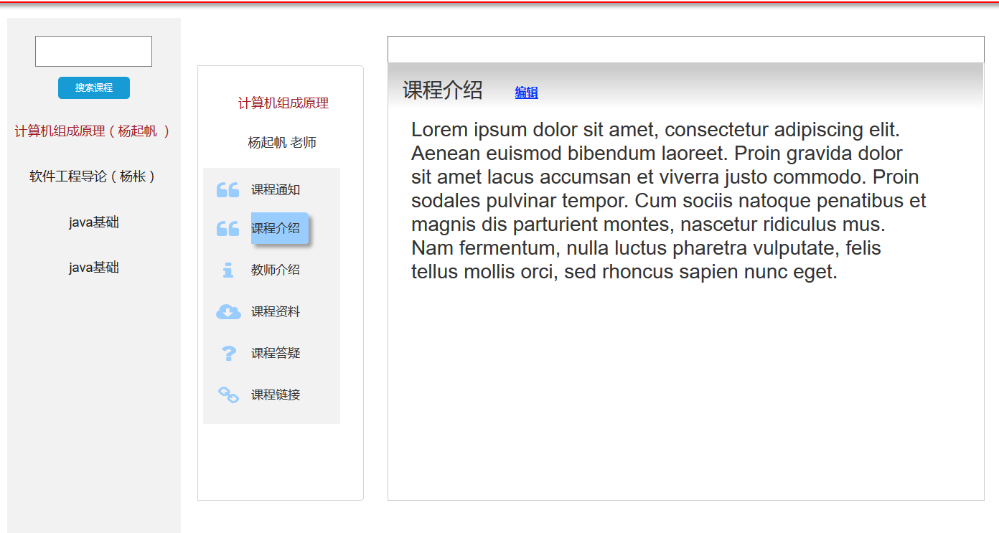 搜索课程
计算机组成原理（杨起帆 ）
软件工程导论（杨枨）
java基础
java基础
计算机组成原理
杨起帆 老师
课程通知
课程介绍
教师介绍
课程资料
课程答疑
课程链接
课程介绍 编辑
Lorem ipsum dolor sit amet, consectetur adipiscing elit.
Aenean euismod bibendum laoreet. Proin gravida dolor
sit amet lacus accumsan et viverra justo commodo. Proin
sodales pulvinar tempor. Cum sociis natoque penatibus et
magnis dis parturient montes, nascetur ridiculus mus.
Nam fermentum, nulla luctus pharetra vulputate, felis
tellus mollis orci, sed rhoncus sapien nunc eget.